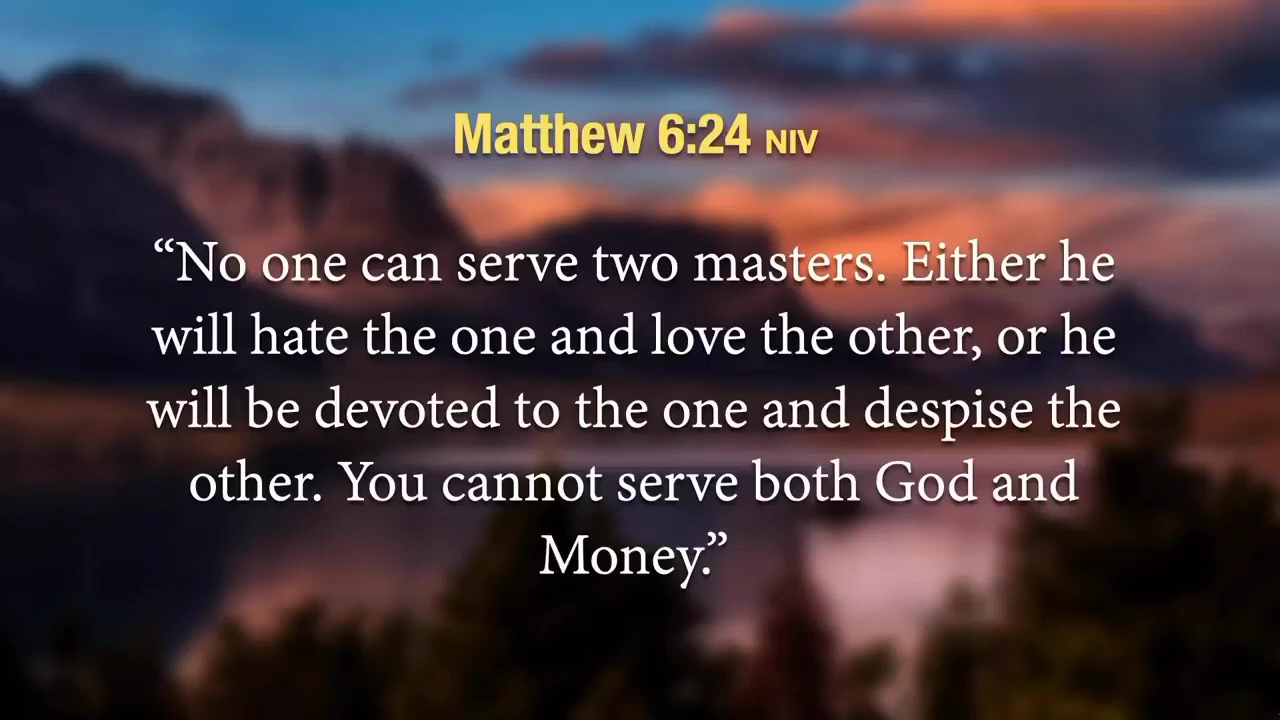 Matthew 6:24 NIV
“No one can serve two masters. Either he
will hate the one and love the other, or he
will be devoted to the one and despise the
other. You cannot serve both God and
Money.”